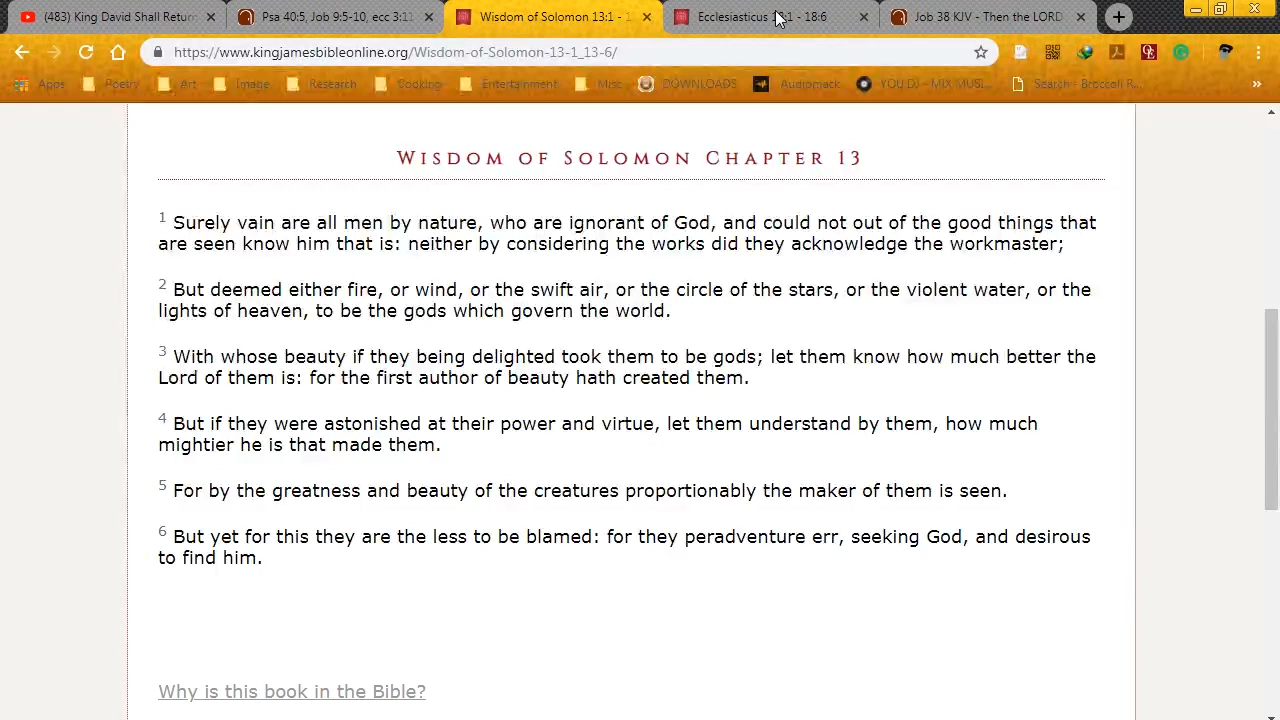 (483) King David Shall Return
Psa 40:5, Job 9:5-10, ecc 3:11
Wisdom of Solomon 13:1 - 1
Ecclesiasticus 1 :1 - 18:6
Job 38 KJV - Then the LORD
https://www.kingjamesbibleonline.org/Wisdom-of-Solomon-13-1_13-6/
Apps
Poetry
Art
Image
Research
Cooking
Entertainment
Misc
DOWNLOADS
Audiomack
YOU.DJ - MIX MUSI...
Search - Broccoli R...
»
Wisdom of Solomon Chapter 13
1 Surely vain are all men by nature, who are ignorant of God, and could not out of the good things that
are seen know him that is: neither by considering the works did they acknowledge the workmaster;
2 But deemed either fire, or wind, or the swift air, or the circle of the stars, or the violent water, or the
lights of heaven, to be the gods which govern the world.
3 With whose beauty if they being delighted took them to be gods; let them know how much better the
Lord of them is: for the first author of beauty hath created them.
4 But if they were astonished at their power and virtue, let them understand by them, how much
mightier he is that made them.
5 For by the greatness and beauty of the creatures proportionably the maker of them is seen.
6 But yet for this they are the less to be blamed: for they peradventure err, seeking God, and desirous
to find him.
Why is this book in the Bible?